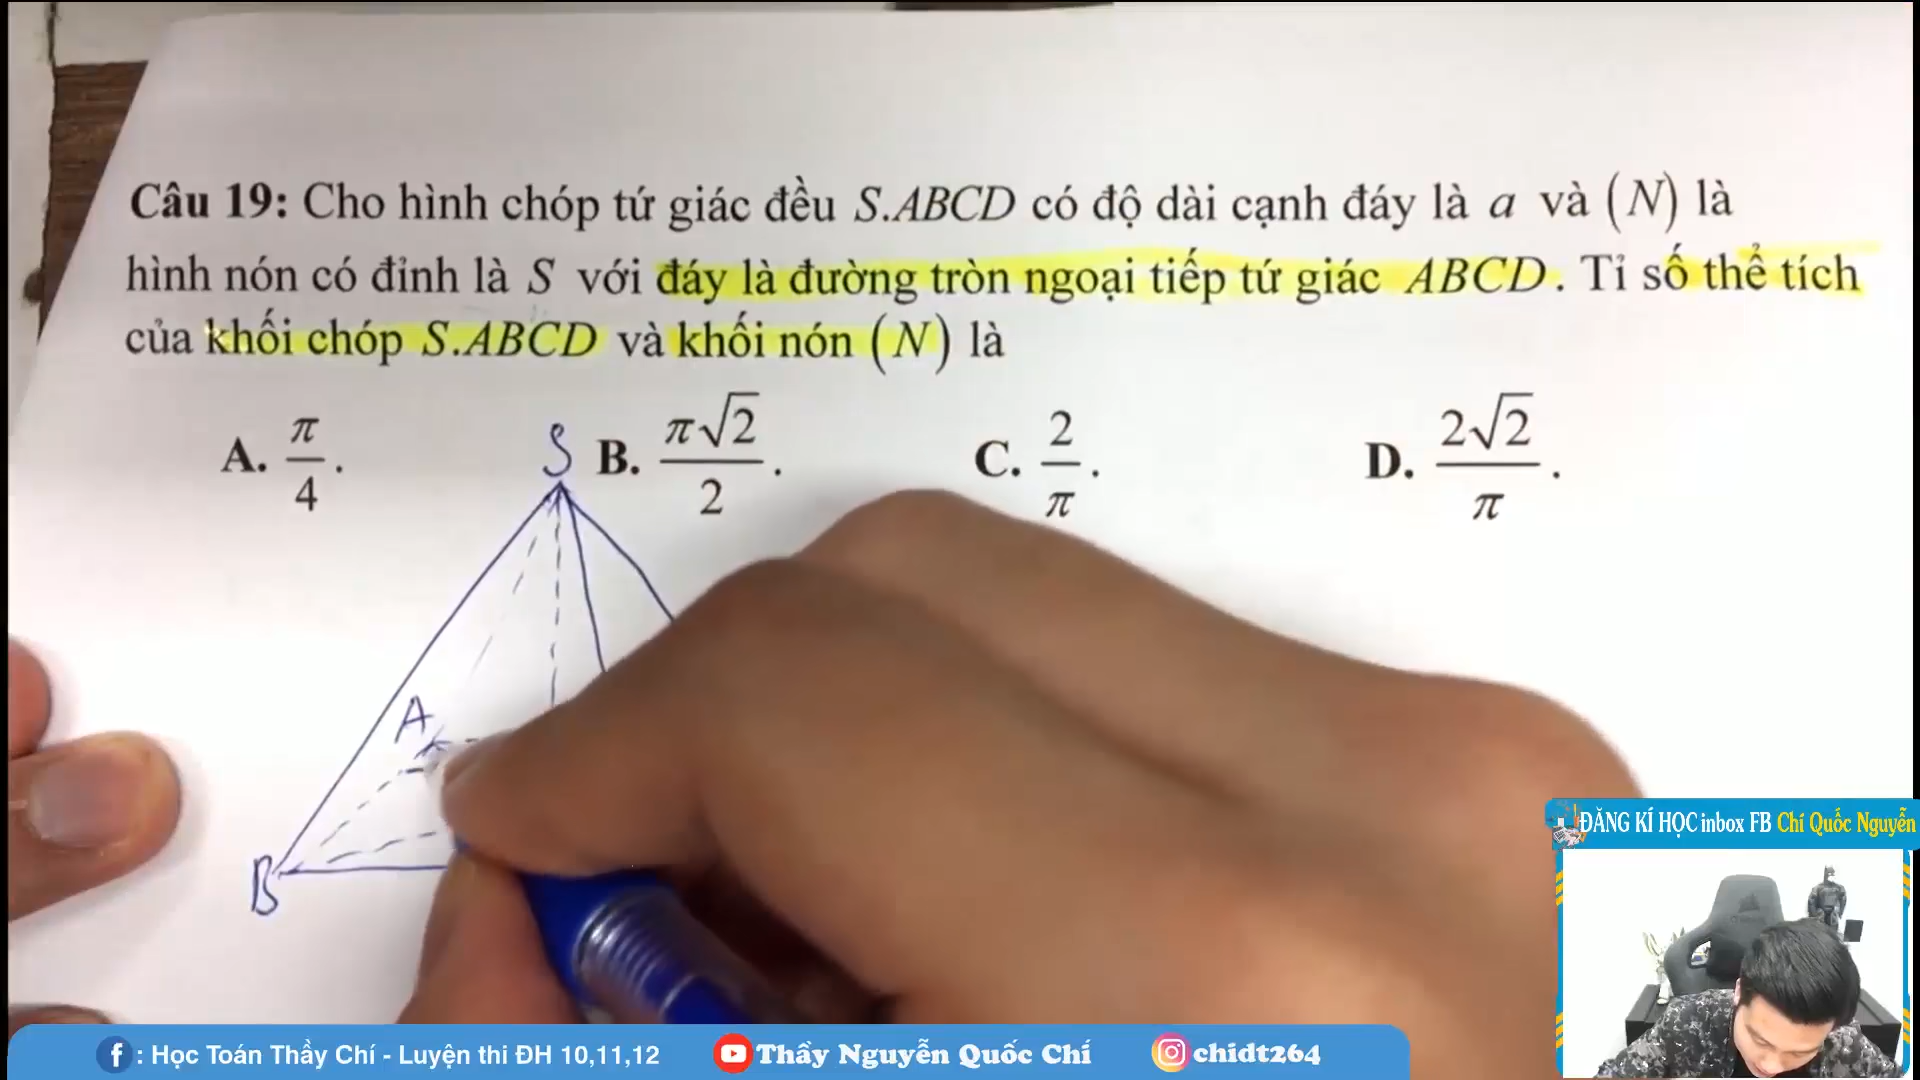 Câu 19: Cho hình chóp tứ giác đều S.ABCD có độ dài cạnh đáy là a và (N) là
hình nón có đỉnh là S với đáy là đường tròn ngoại tiếp tứ giác ABCD. Tỉ số thể tích
của khối chóp S.ABCD và khối nón (N) là
A. π/4. B. π√2/2. C. 2/π. D. 2√2/π.
S
A
B
ĐĂNG KÍ HỌC inbox FB Chí Quốc Nguyễn
f : Học Toán Thầy Chí - Luyện thi ĐH 10,11,12 Thầy Nguyễn Quốc Chí chidt264